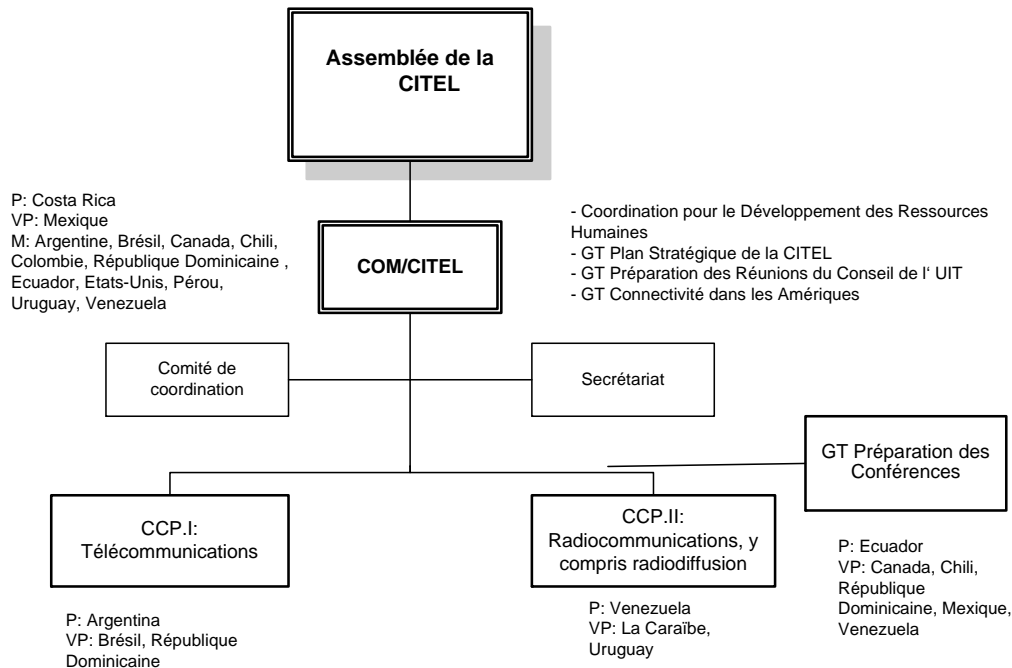 Assemblée de la
CITEL
P: Costa Rica
VP: Mexique
M: Argentine, Brésil, Canada, Chili,
Colombie, République Dominicaine ,
Ecuador, Etats-Unis, Pérou,
Uruguay, Venezuela
COM/CITEL
- Coordination pour le Développement des Ressources
Humaines
- GT Plan Stratégique de la CITEL
- GT Préparation des Réunions du Conseil de l‘ UIT
- GT Connectivité dans les Amériques
Comité de
coordination
Secrétariat
GT Préparation des
Conférences
CCP.I:
Télécommunications
CCP.II:
Radiocommunications, y
compris radiodiffusion
P: Ecuador
VP: Canada, Chili,
République
Dominicaine, Mexique,
Venezuela
P: Argentina
VP: Brésil, République
Dominicaine
P: Venezuela
VP: La Caraïbe,
Uruguay